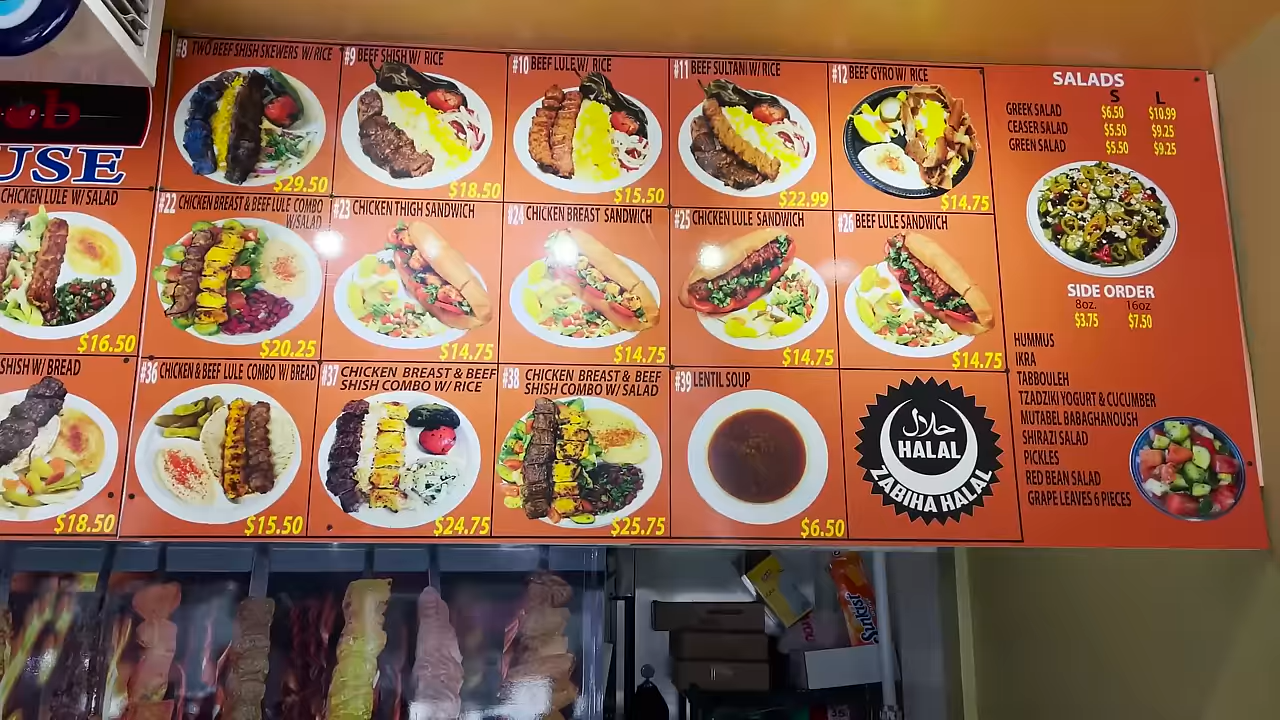 ob
USE
#8 TWO BEEF SHISH SKEWERS W/RICE
$29.50
#9 BEEF SHISH W/ RICE
$18.50
#10 BEEF LULE W/ RICE
$15.50
#11 BEEF SULTANI W/ RICE
$22.99
#12 BEEF GYRO W/ RICE
$14.75
CHICKEN LULE W/ SALAD
$16.50
#22 CHICKEN BREAST & BEEF LULE COMBO
W/SALAD
$20.25
#23 CHICKEN THIGH SANDWICH
$14.75
#24 CHICKEN BREAST SANDWICH
$14.75
#25 CHICKEN LULE SANDWICH
$14.75
#26 BEEF LULE SANDWICH
$14.75
SHISH W/ BREAD
$18.50
#36 CHICKEN & BEEF LULE COMBO W/ BREAD
$15.50
#37 CHICKEN BREAST & BEEF
SHISH COMBO W/ RICE
$24.75
#38 CHICKEN BREAST & BEEF
SHISH COMBO W/ SALAD
$25.75
#39 LENTIL SOUP
$6.50
حلال
HALAL
ZABIHA HALAL
SALADS
S L
GREEK SALAD $6.50 $10.99
CEASER SALAD $5.50 $9.25
GREEN SALAD $5.50 $9.25
SIDE ORDER
8oz. 16oz
$3.75 $7.50
HUMMUS
IKRA
TABBOULEH
TZADZIKI YOGURT & CUCUMBER
MUTABEL BABAGHANOUSH
SHIRAZI SALAD
PICKLES
RED BEAN SALAD
GRAPE LEAVES 6 PIECES
Sunkist